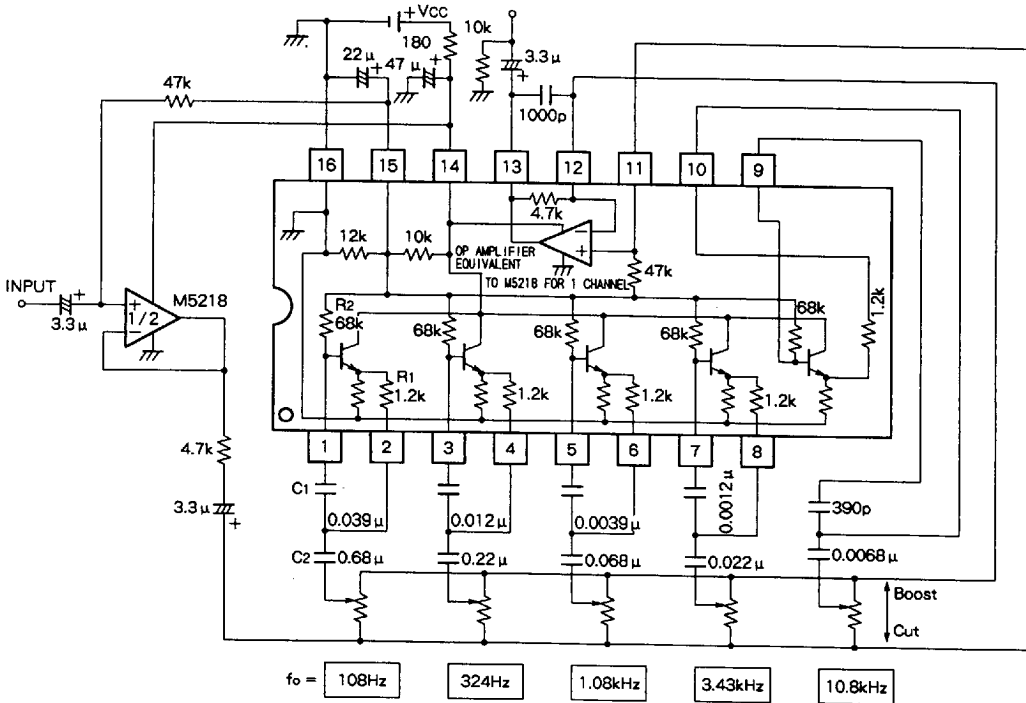 +VCC
180
10k
3.3μ
22μ +
47μ +
47k
1000p
16
15
14
13
12
11
10
9
4.7k
12k
10k
OP AMPLIFIER
EQUIVALENT
TO M5218 FOR 1 CHANNEL
47k
1.2k
INPUT
3.3μ
+
M5218
+
1/2
−
R2
68k
68k
68k
68k
68k
R1
1.2k
1.2k
1.2k
1.2k
1
2
3
4
5
6
7
8
4.7k
3.3μ
+
C1
0.039μ
0.012μ
0.0039μ
0.0012μ
390p
C2
0.68μ
0.22μ
0.068μ
0.022μ
0.0068μ
Boost
Cut
fo = 108Hz 324Hz 1.08kHz 3.43kHz 10.8kHz